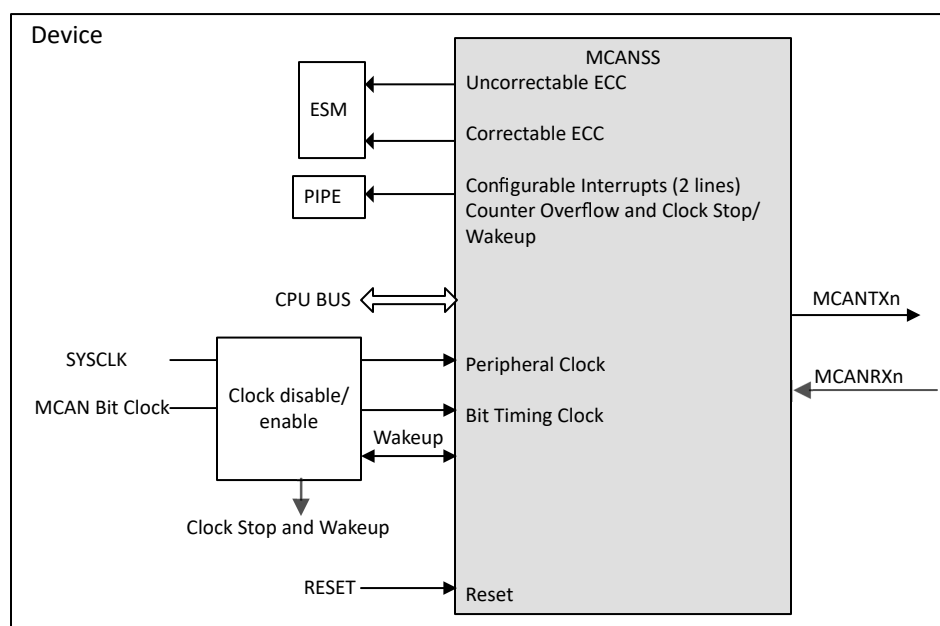 Device
MCANSS
Uncorrectable ECC
ESM
Correctable ECC
PIPE
Configurable Interrupts (2 lines)
Counter Overflow and Clock Stop/
Wakeup
CPU BUS
MCANTXn
SYSCLK
Peripheral Clock
MCANRXn
MCAN Bit Clock
Clock disable/
enable
Bit Timing Clock
Wakeup
Clock Stop and Wakeup
RESET
Reset